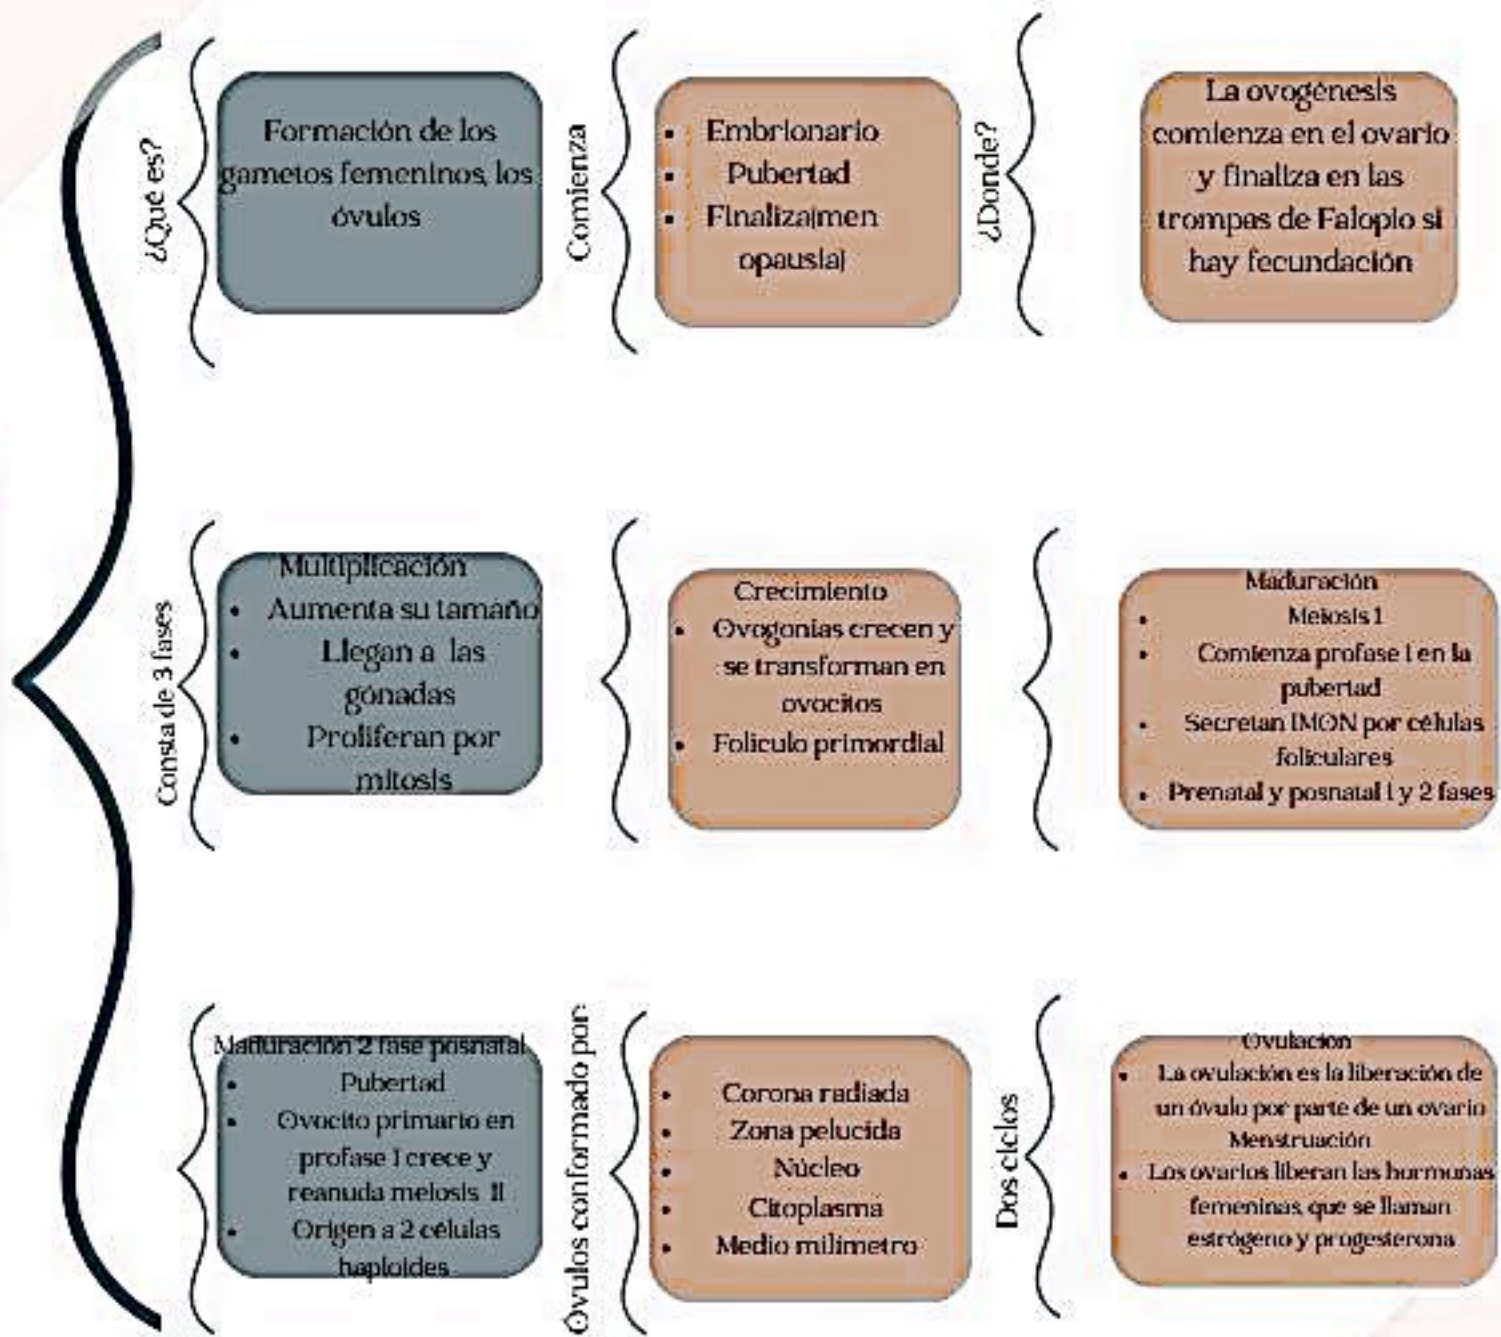 ¿Qué es?
Formación de los
gametos femeninos, los
óvulos
Comienza
• Embrionario
• Pubertad
• Finaliza(men
opausia)
¿Donde?
La ovogénesis
comienza en el ovario
y finaliza en las
trompas de Falopio si
hay fecundación
Consta de 3 fases
Multiplicación
• Aumenta su tamaño
• Llegan a las
gónadas
• Proliferan por
mitosis
Crecimiento
• Ovogonias crecen y
se transforman en
ovocitos
• Folículo primordial
Maduración
• Meiosis 1
• Comienza profase I en la
pubertad
• Secretan IMON por células
foliculares
• Prenatal y posnatal 1 y 2 fases
Maduración 2 fase posnatal
• Pubertad
• Ovocito primario en
profase I crece y
reanuda meiosis II
• Origen a 2 células
haploides
Óvulos conformado por:
• Corona radiada
• Zona pelucida
• Núcleo
• Citoplasma
• Medio milímetro
Dos ciclos
Ovulación
• La ovulación es la liberación de
un óvulo por parte de un ovario
Menstruación
• Los ovarios liberan las hormonas
femeninas, que se llaman
estrógeno y progesterona